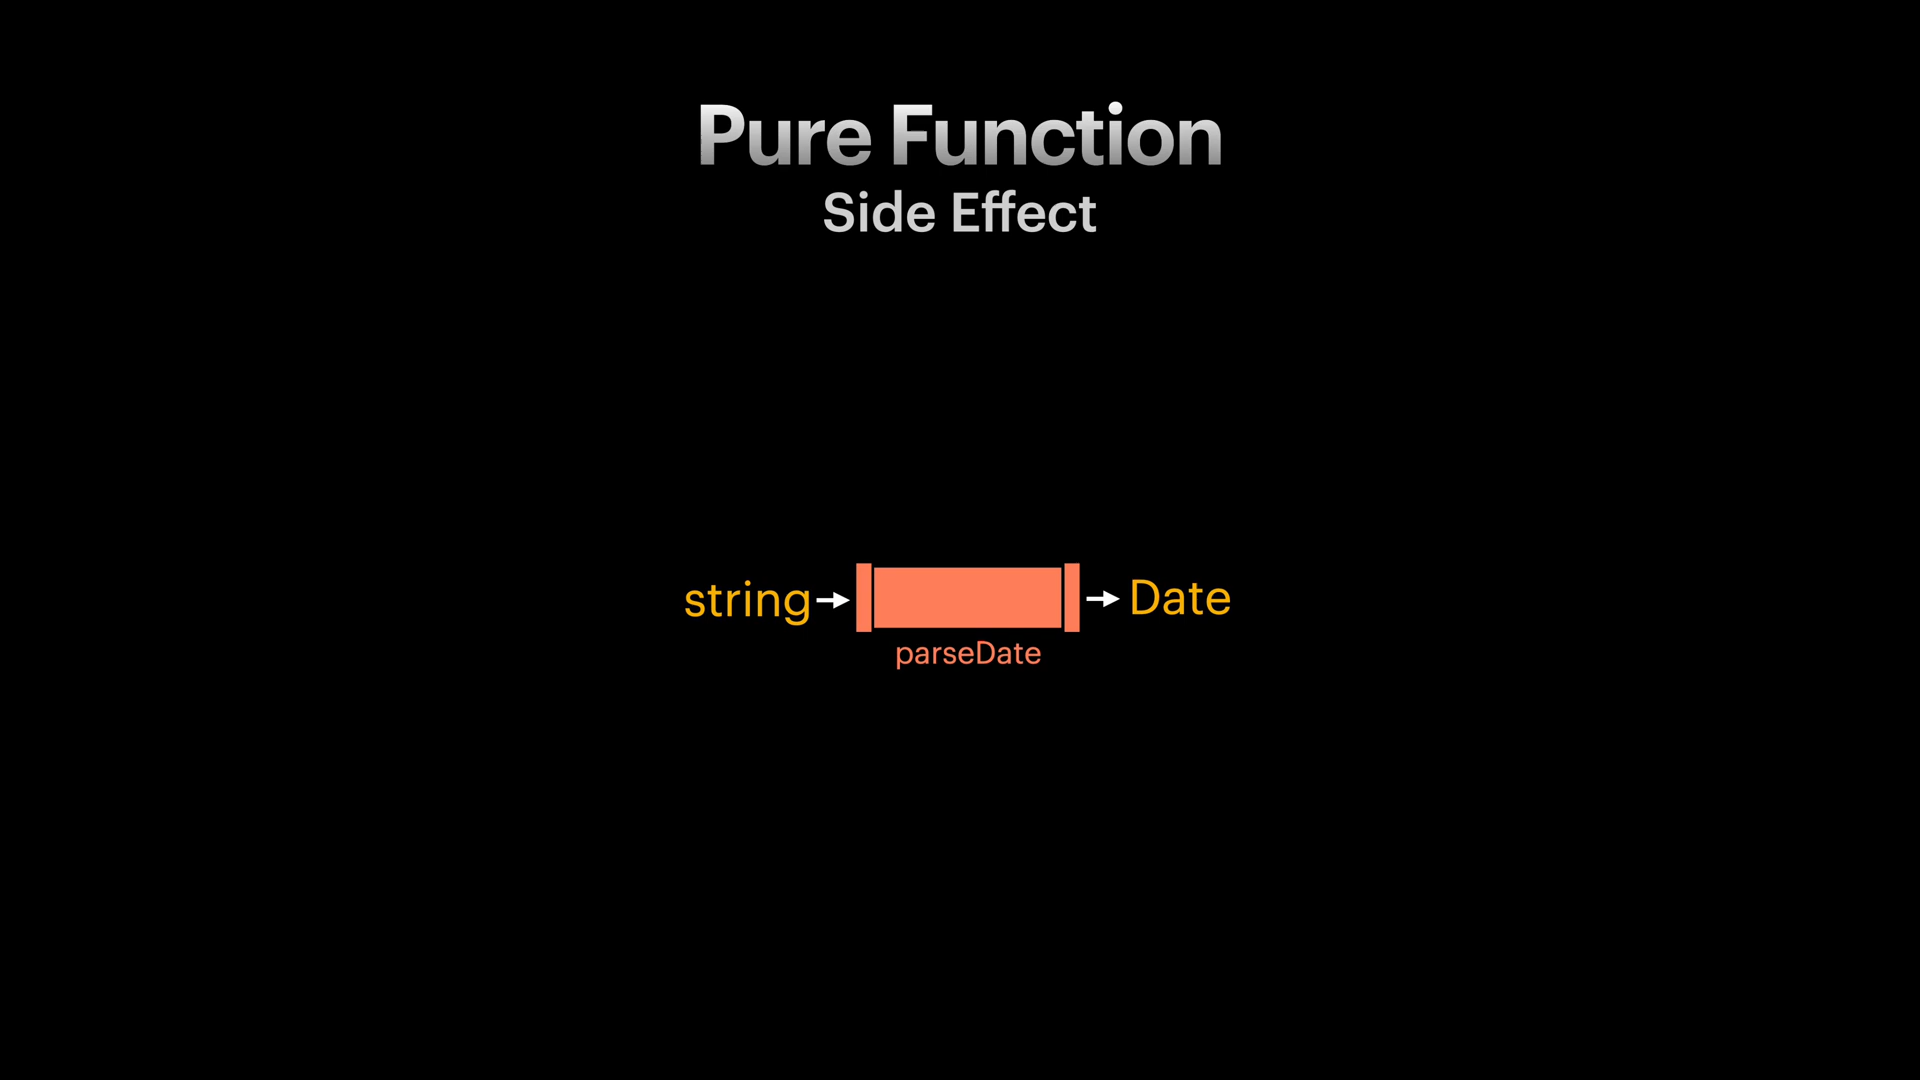 Pure Function
Side Effect
string
Date
parseDate